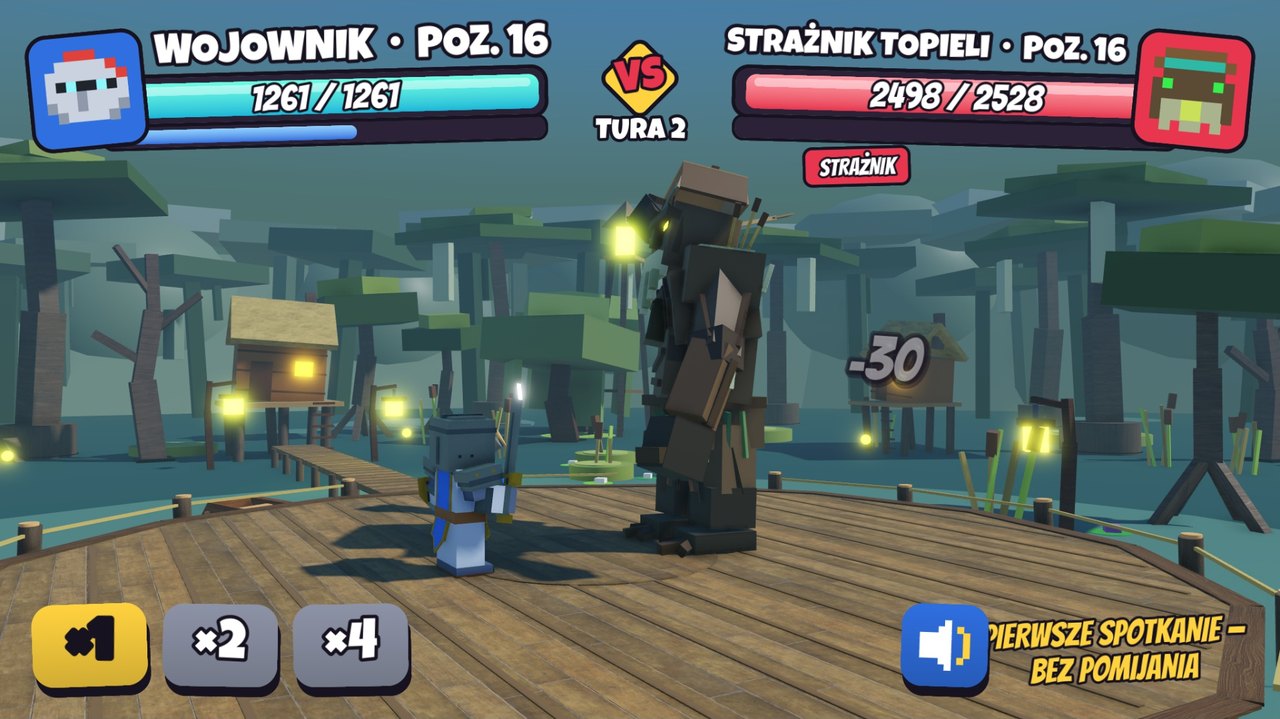 WOJOWNIK • POZ. 16
1261 / 1261
VS
TURA 2
STRAŻNIK TOPIELI • POZ. 16
2498 / 2528
STRAŻNIK
-30
×1
×2
×4
PIERWSZE SPOTKANIE –
BEZ POMIJANIA